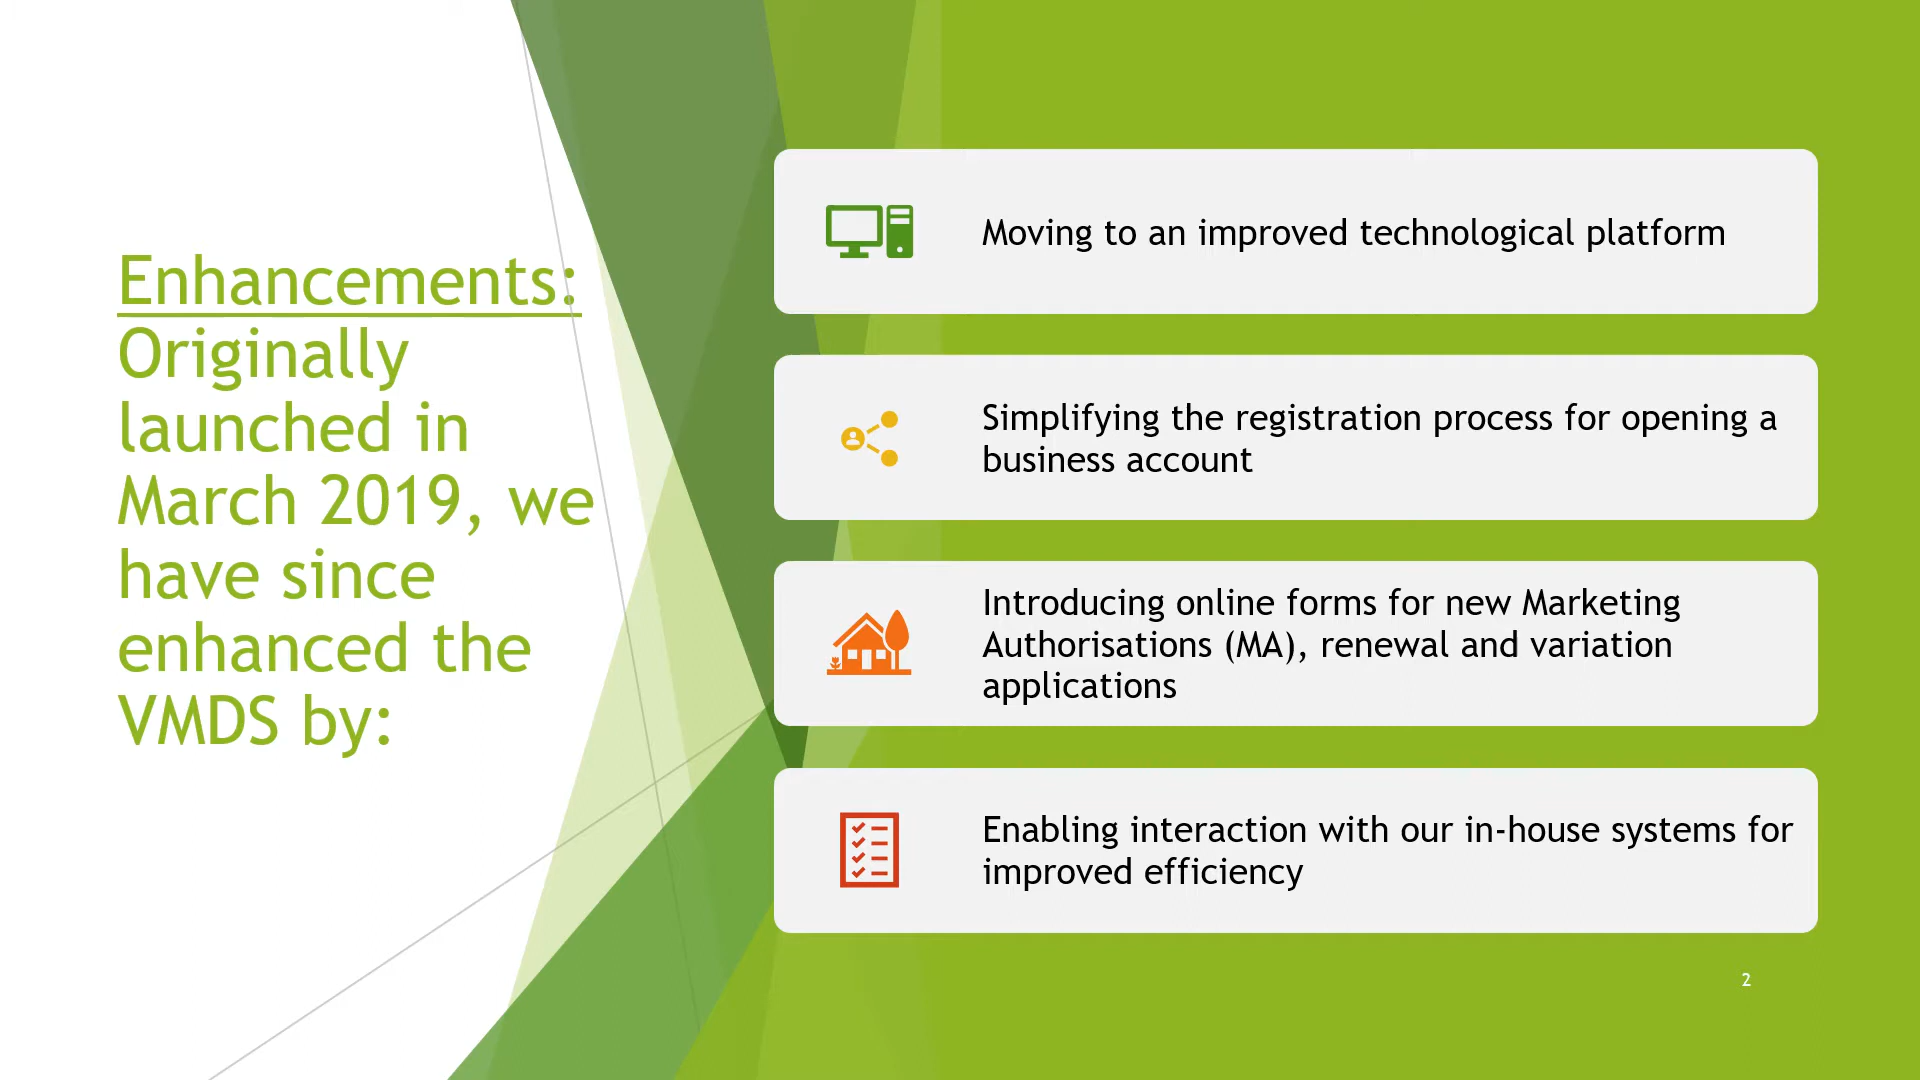 Enhancements:
Originally
launched in
March 2019, we
have since
enhanced the
VMDS by:
Moving to an improved technological platform
Simplifying the registration process for opening a
business account
Introducing online forms for new Marketing
Authorisations (MA), renewal and variation
applications
Enabling interaction with our in-house systems for
improved efficiency
2